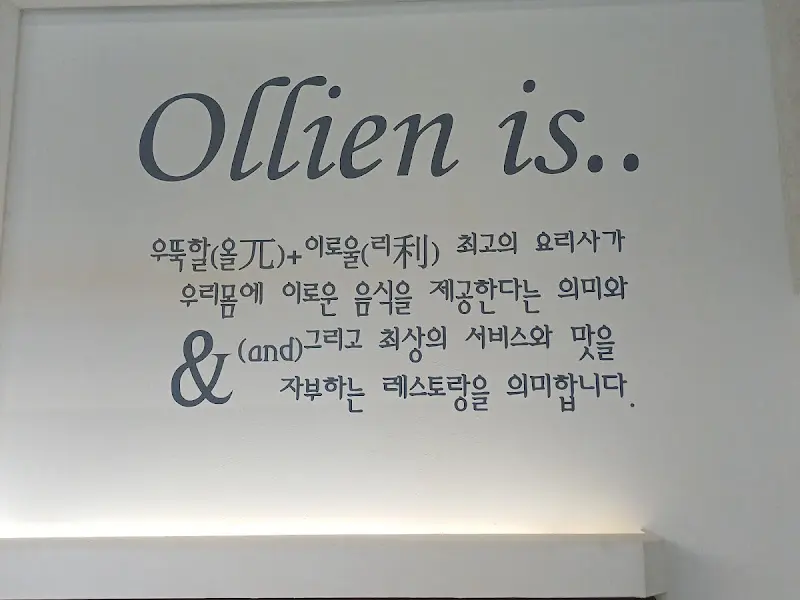 Ollien is..
우뚝할(올兀)+이로울(리利) 최고의 요리사가
우리몸에 이로운 음식을 제공한다는 의미와
& (and)그리고 최상의 서비스와 맛을
자부하는 레스토랑을 의미합니다.